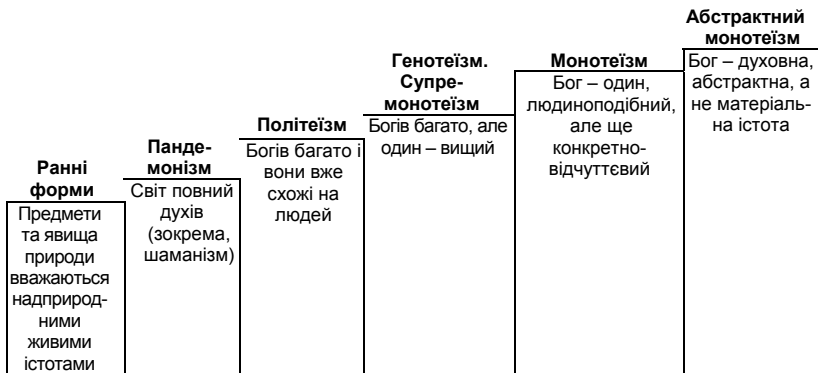 Ранні
форми
Предмети
та явища
природи
вважаються
надприрод-
ними
живими
істотами
Панде-
монізм
Світ повний
духів
(зокрема,
шаманізм)
Політеїзм
Богів багато і
вони вже
схожі на
людей
Генотеїзм.
Супре-
монотеїзм
Богів багато, але
один – вищий
Монотеїзм
Бог – один,
людиноподібний,
але ще
конкретно-
відчуттєвий
Абстрактний
монотеїзм
Бог – духовна,
абстрактна, а
не матеріаль-
на істота